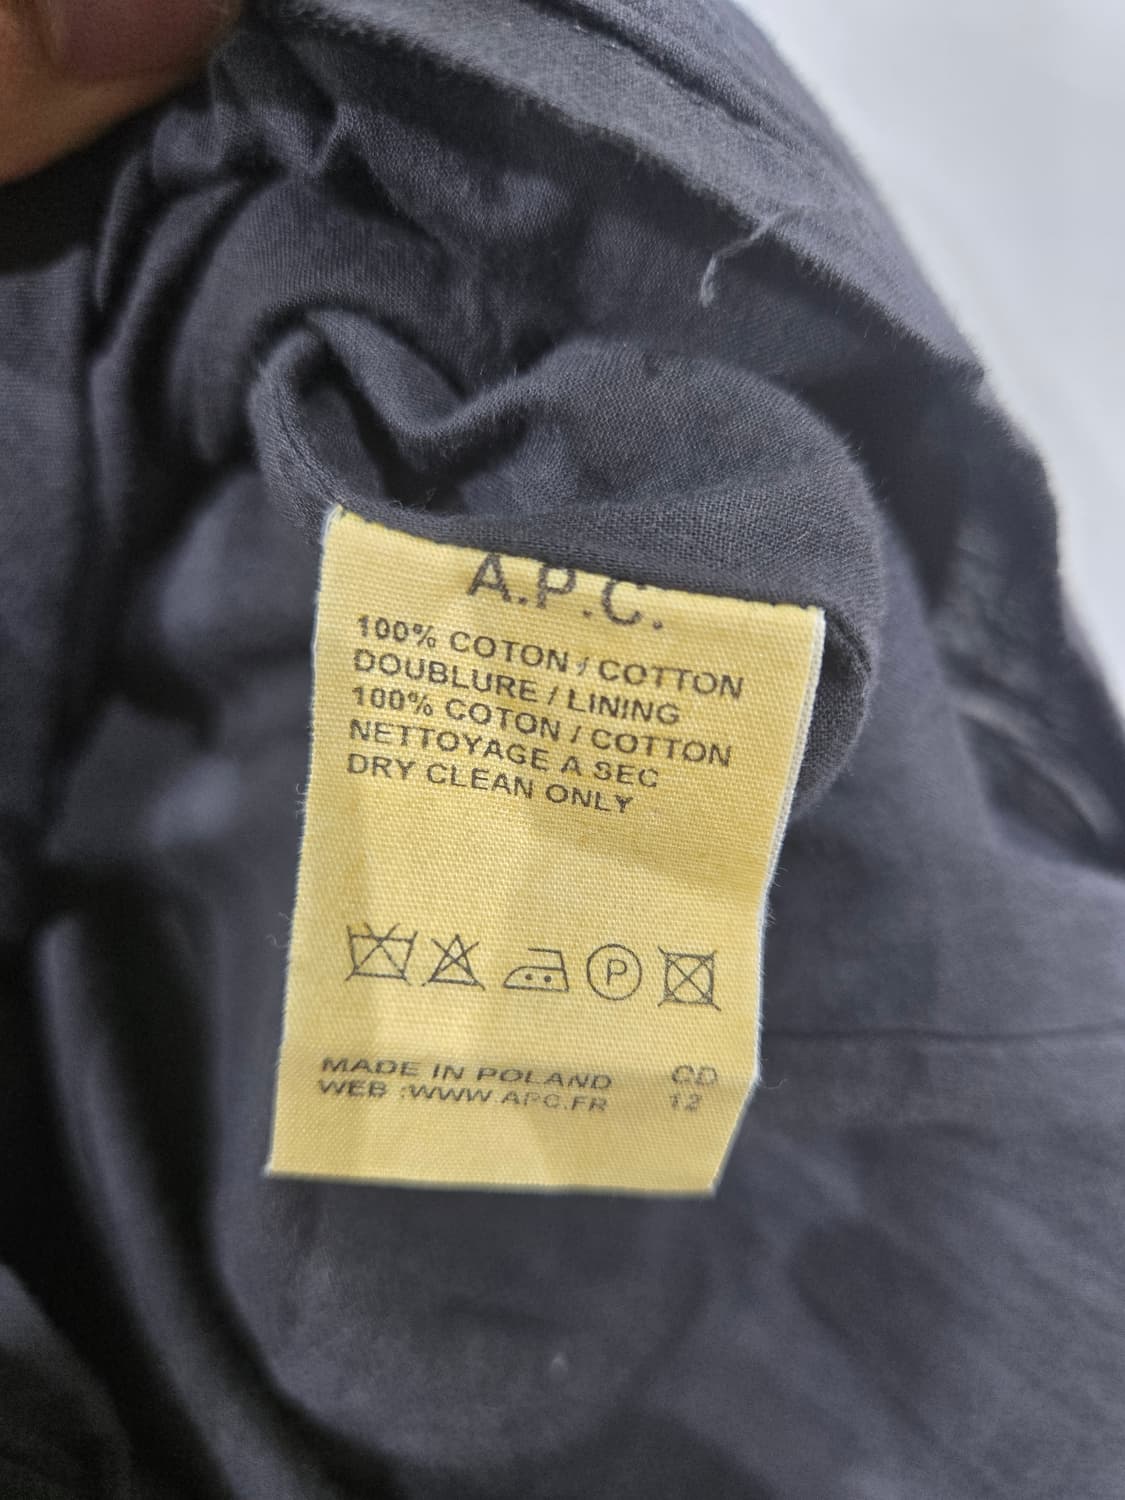 A.P.C.
100% COTON / COTTON
DOUBLURE / LINING
100% COTON / COTTON
NETTOYAGE A SEC
DRY CLEAN ONLY
P
MADE IN POLAND CD
WEB :WWW.APC.FR 12